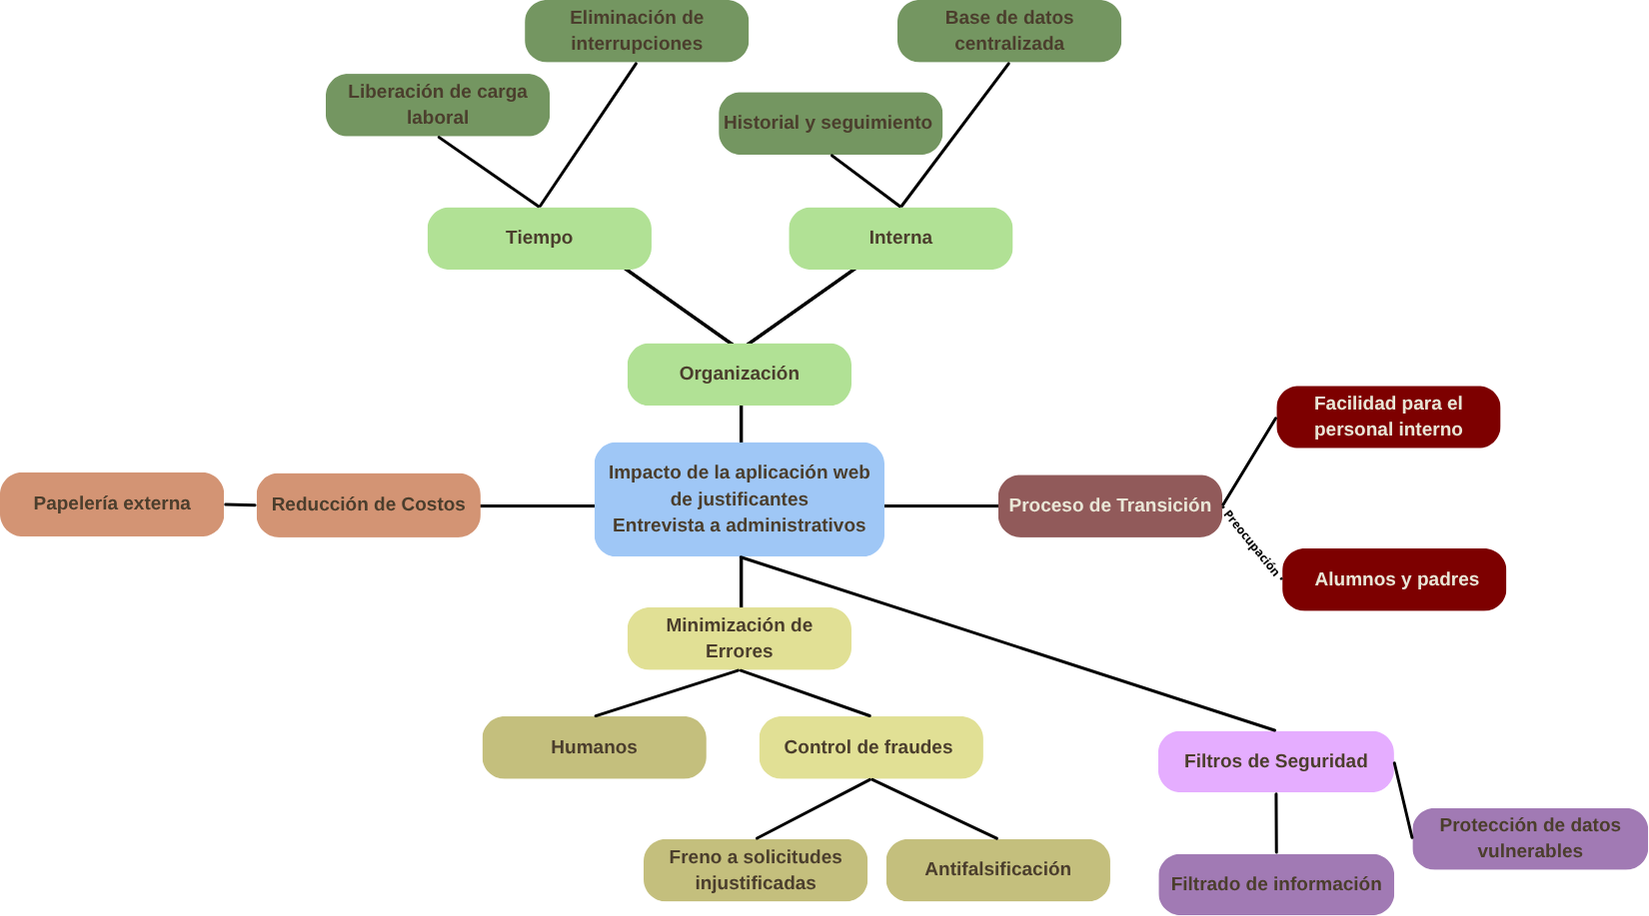 Eliminación de
interrupciones
Base de datos
centralizada
Liberación de carga
laboral
Historial y seguimiento
Tiempo
Interna
Organización
Facilidad para el
personal interno
Papelería externa
Reducción de Costos
Impacto de la aplicación web
de justificantes
Entrevista a administrativos
Proceso de Transición
Preocupación
Alumnos y padres
Minimización de
Errores
Humanos
Control de fraudes
Filtros de Seguridad
Protección de datos
vulnerables
Freno a solicitudes
injustificadas
Antifalsificación
Filtrado de información